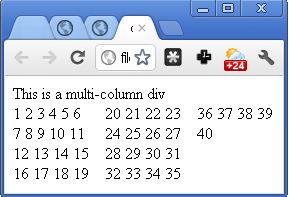 c
file
+24
This is a multi-column div
1 2 3 4 5 6
7 8 9 10 11
12 13 14 15
16 17 18 19
20 21 22 23
24 25 26 27
28 29 30 31
32 33 34 35
36 37 38 39
40